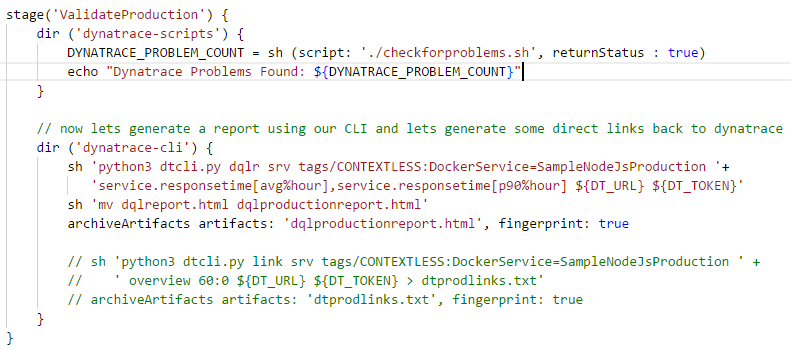 stage('ValidateProduction') {
    dir ('dynatrace-scripts') {
        DYNATRACE_PROBLEM_COUNT = sh (script: './checkforproblems.sh', returnStatus : true)
        echo "Dynatrace Problems Found: ${DYNATRACE_PROBLEM_COUNT}"
    }

    // now lets generate a report using our CLI and lets generate some direct links back to dynatrace
    dir ('dynatrace-cli') {
        sh 'python3 dtcli.py dqlr srv tags/CONTEXTLESS:DockerService=SampleNodeJsProduction '+
           'service.responsetime[avg%hour],service.responsetime[p90%hour] ${DT_URL} ${DT_TOKEN}'
        sh 'mv dqlreport.html dqlproductionreport.html'
        archiveArtifacts artifacts: 'dqlproductionreport.html', fingerprint: true

        // sh 'python3 dtcli.py link srv tags/CONTEXTLESS:DockerService=SampleNodeJsProduction ' +
        //    ' overview 60:0 ${DT_URL} ${DT_TOKEN} > dtprodlinks.txt'
        // archiveArtifacts artifacts: 'dtprodlinks.txt', fingerprint: true
    }
}